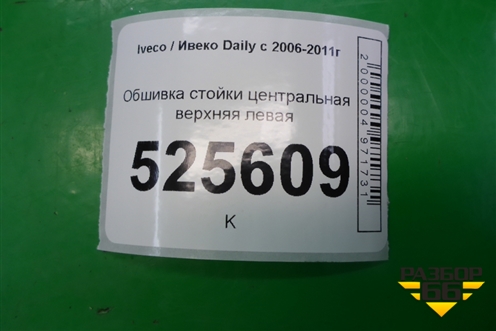 Iveco / Ивеко Daily с 2006-2011г
Обшивка стойки центральная
верхняя левая
525609
К
2000004971731
РАЗБОР
66